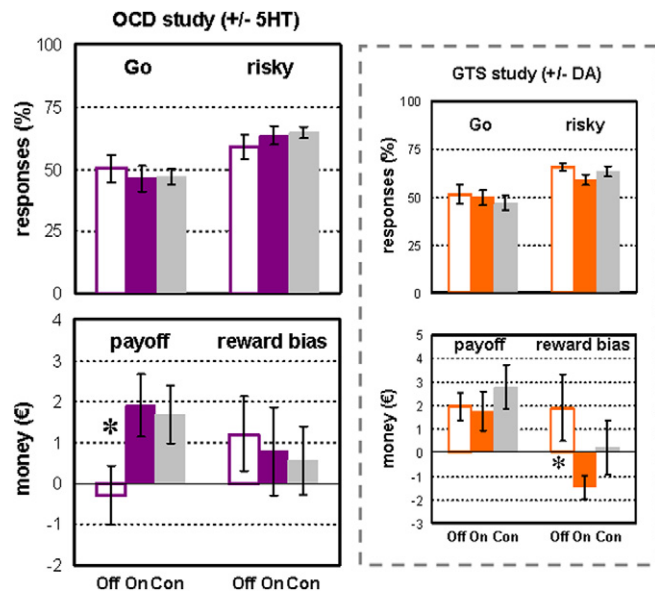 OCD study (+/- 5HT)
100
75
50
25
0
responses (%)
Go risky
4
3
2
1
0
-1
-2
money (€)
payoff reward bias
*
Off On Con Off On Con
GTS study (+/- DA)
100
75
50
25
0
responses (%)
Go risky
5
4
3
2
1
0
-1
-2
-3
money (€)
payoff reward bias
*
Off On Con Off On Con